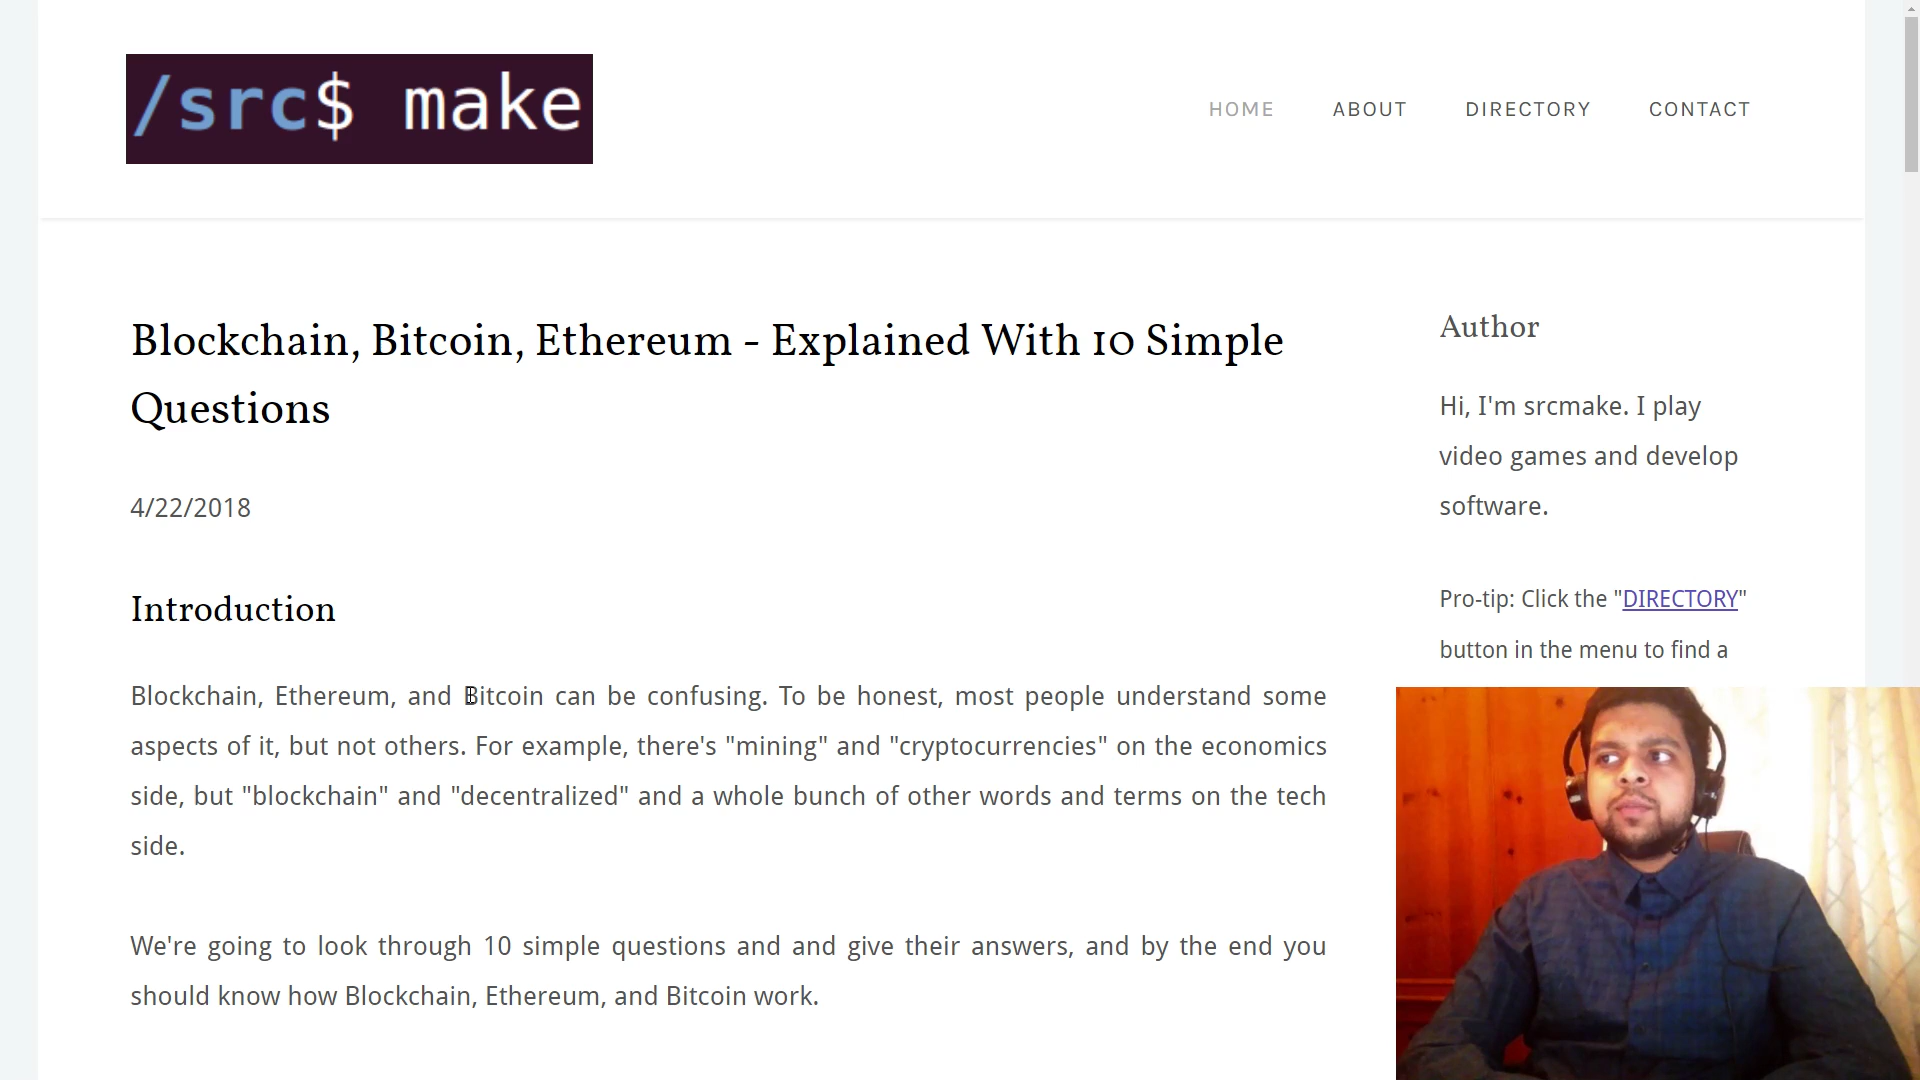 /src$ make
HOME ABOUT DIRECTORY CONTACT
Blockchain, Bitcoin, Ethereum - Explained With 10 Simple
Questions
4/22/2018
Introduction
Blockchain, Ethereum, and Bitcoin can be confusing. To be honest, most people understand some
aspects of it, but not others. For example, there's "mining" and "cryptocurrencies" on the economics
side, but "blockchain" and "decentralized" and a whole bunch of other words and terms on the tech
side.
We're going to look through 10 simple questions and and give their answers, and by the end you
should know how Blockchain, Ethereum, and Bitcoin work.
Author
Hi, I'm srcmake. I play
video games and develop
software.
Pro-tip: Click the "DIRECTORY"
button in the menu to find a